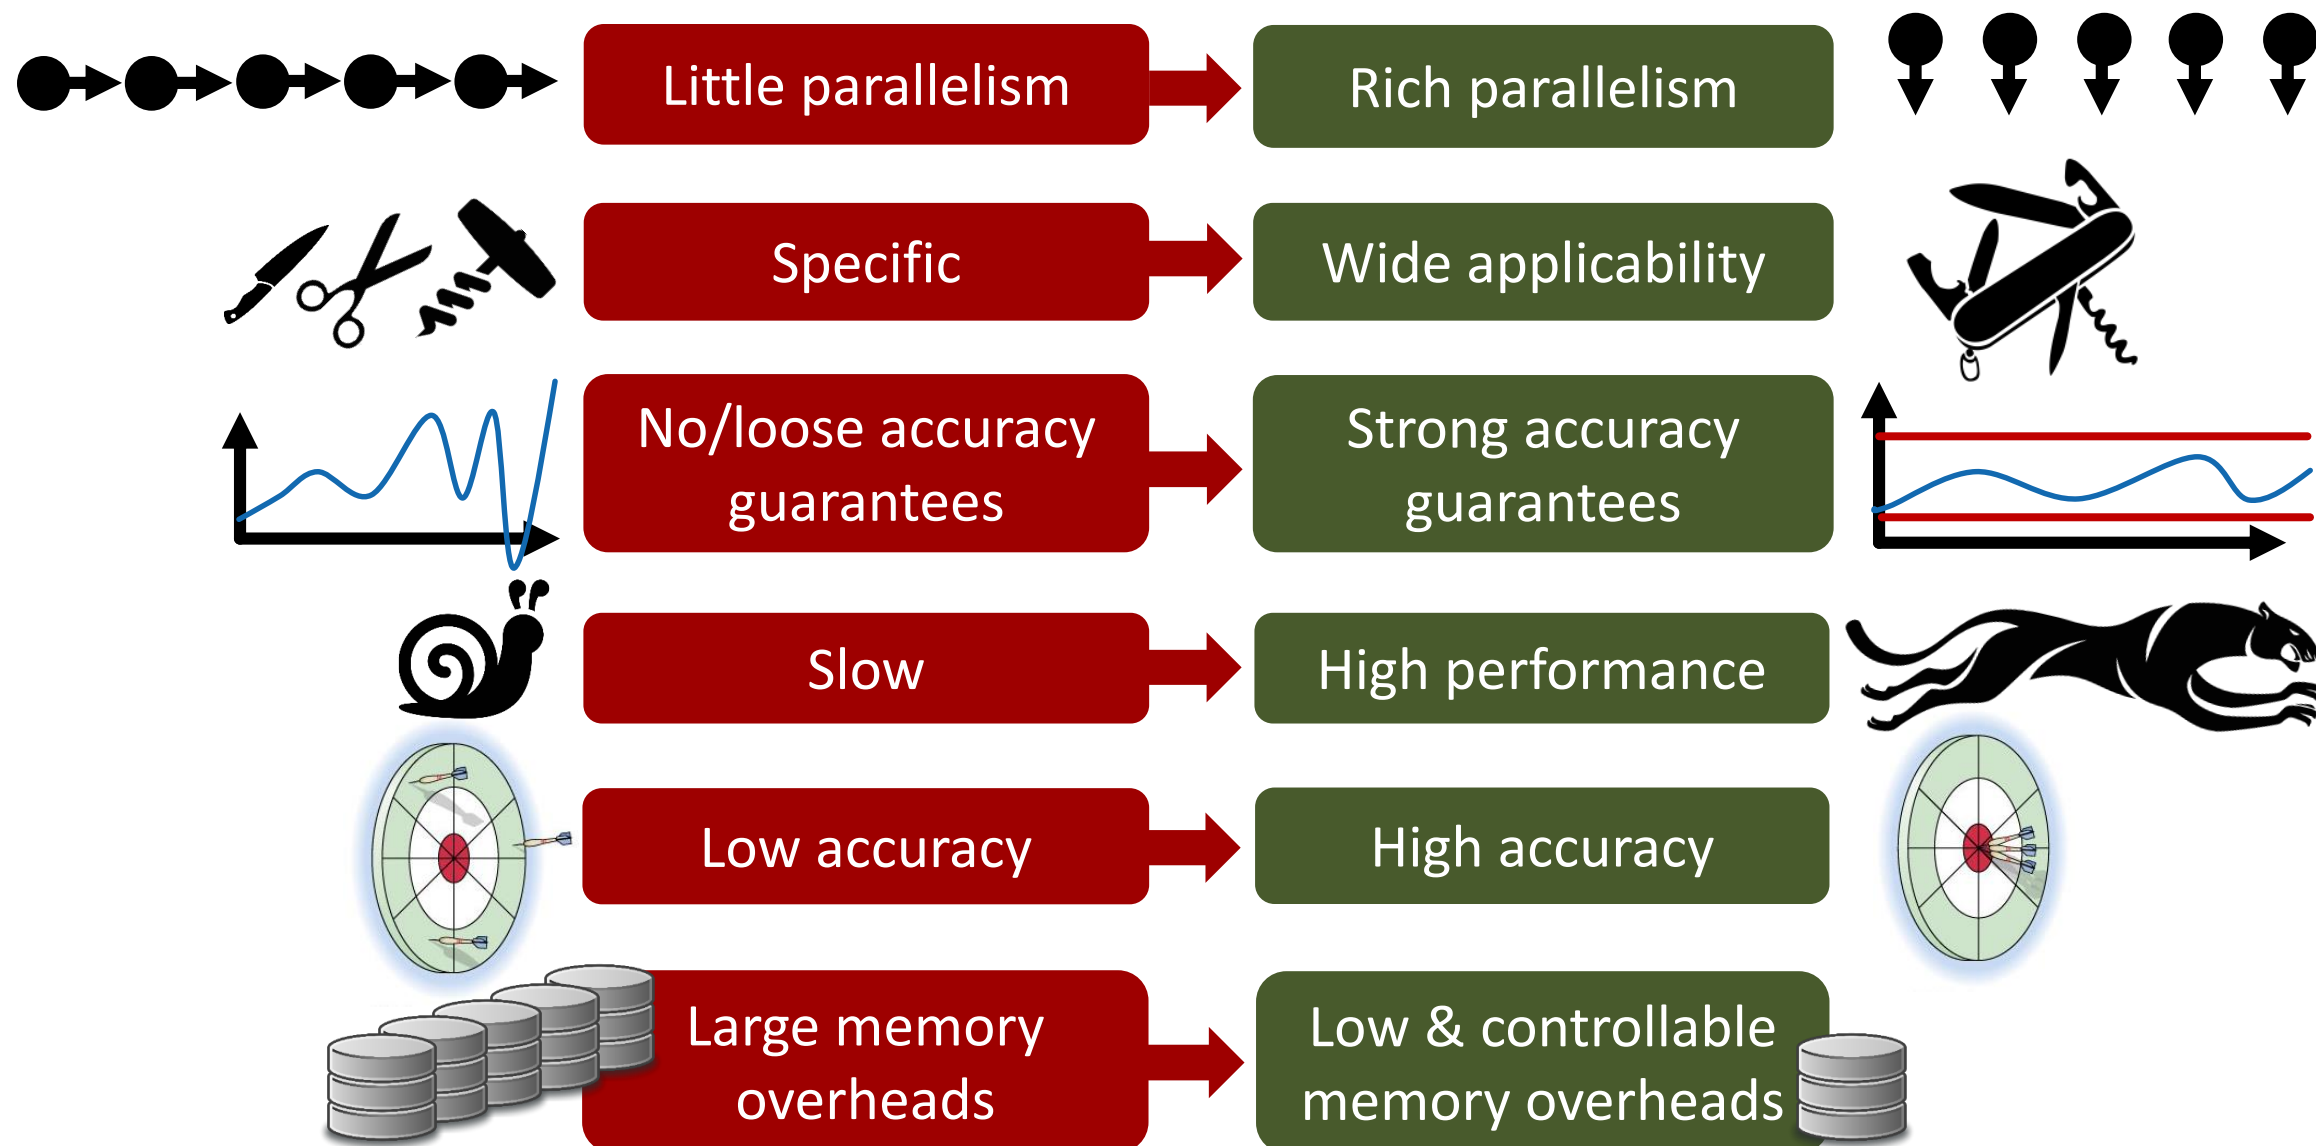 Little parallelism
Rich parallelism
Specific
Wide applicability
No/loose accuracy
guarantees
Strong accuracy
guarantees
Slow
High performance
Low accuracy
High accuracy
Large memory
overheads
Low & controllable
memory overheads